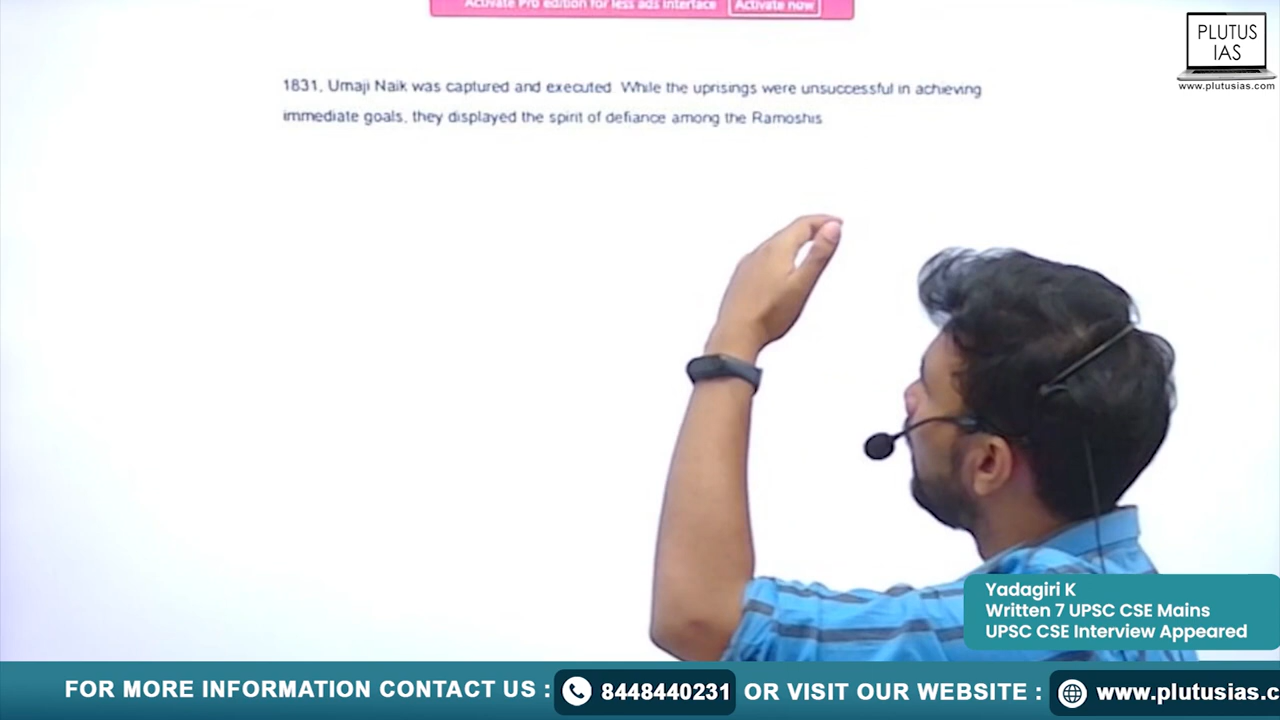 Activate Pro edition for less ads interface Activate now
PLUTUS
IAS
www.plutusias.com
1831, Umaji Naik was captured and executed While the uprisings were unsuccessful in achieving
immediate goals, they displayed the spirit of defiance among the Ramoshis
Yadagiri K
Written 7 UPSC CSE Mains
UPSC CSE Interview Appeared
FOR MORE INFORMATION CONTACT US : 8448440231 OR VISIT OUR WEBSITE : www.plutusias.c